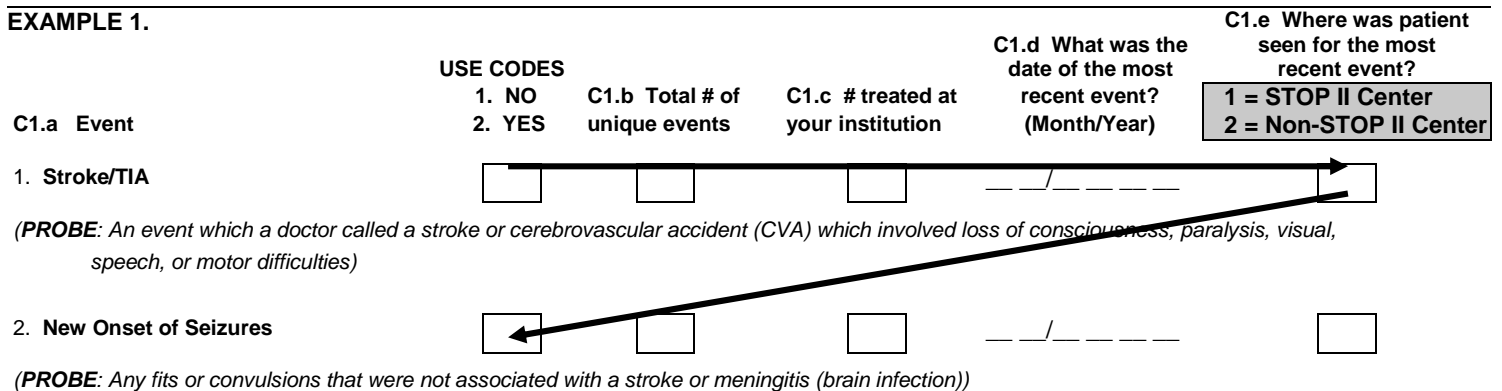 EXAMPLE 1.
USE CODES
1. NO
2. YES
C1.a Event
C1.b Total # of
unique events
C1.c # treated at
your institution
C1.d What was the
date of the most
recent event?
(Month/Year)
C1.e Where was patient
seen for the most
recent event?
1 = STOP II Center
2 = Non-STOP II Center
1. Stroke/TIA
__ __/__ __ __ __
(PROBE: An event which a doctor called a stroke or cerebrovascular accident (CVA) which involved loss of consciousness, paralysis, visual,
speech, or motor difficulties)
2. New Onset of Seizures
__ __/__ __ __ __
(PROBE: Any fits or convulsions that were not associated with a stroke or meningitis (brain infection))